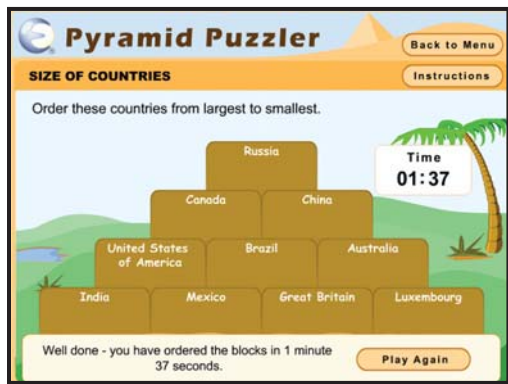 Pyramid Puzzler
Back to Menu
SIZE OF COUNTRIES
Instructions
Order these countries from largest to smallest.
Russia
Time
01:37
Canada
China
United States
of America
Brazil
Australia
India
Mexico
Great Britain
Luxembourg
Well done - you have ordered the blocks in 1 minute
37 seconds.
Play Again